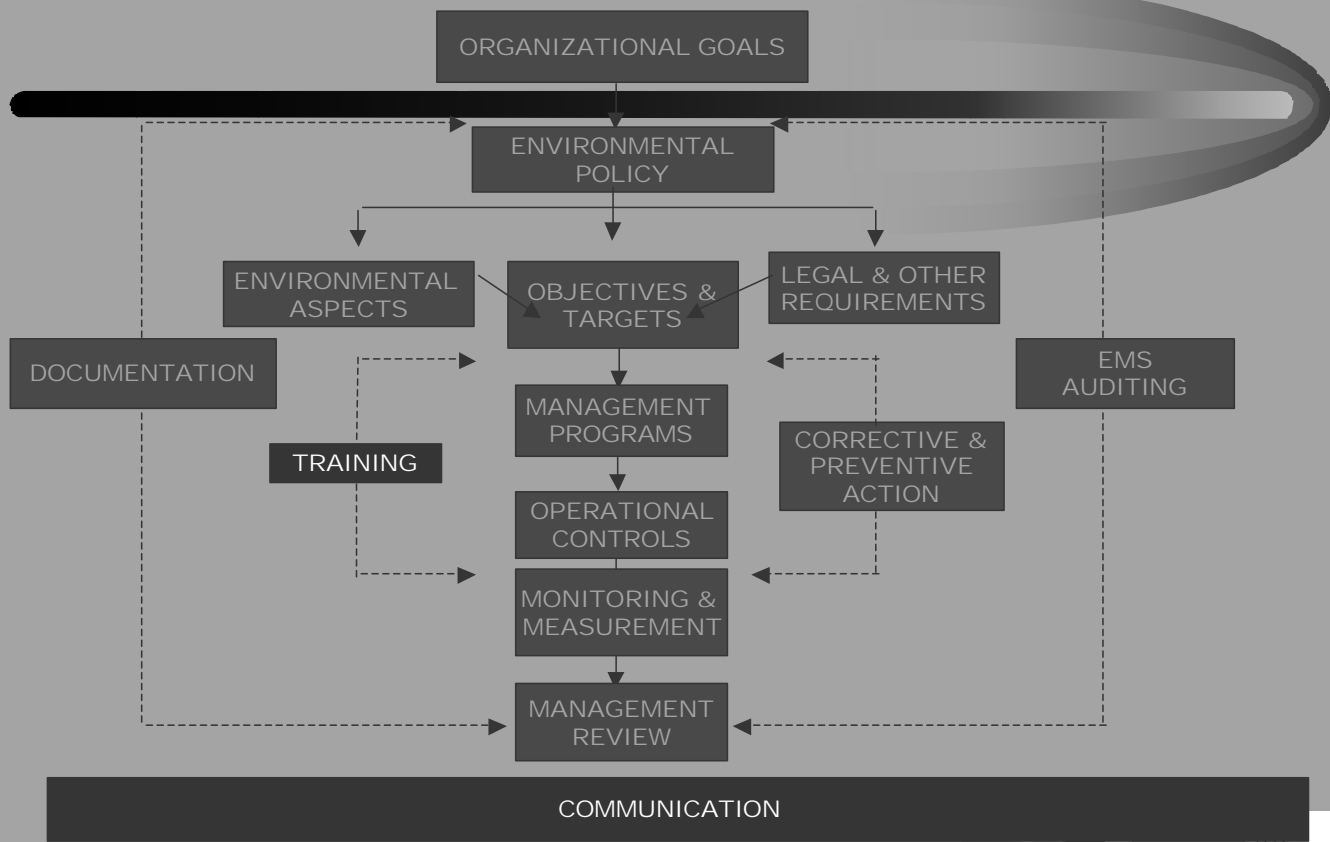 ORGANIZATIONAL GOALS
ENVIRONMENTAL
POLICY
ENVIRONMENTAL
ASPECTS
OBJECTIVES &
TARGETS
LEGAL & OTHER
REQUIREMENTS
DOCUMENTATION
EMS
AUDITING
MANAGEMENT
PROGRAMS
TRAINING
CORRECTIVE &
PREVENTIVE
ACTION
OPERATIONAL
CONTROLS
MONITORING &
MEASUREMENT
MANAGEMENT
REVIEW
COMMUNICATION